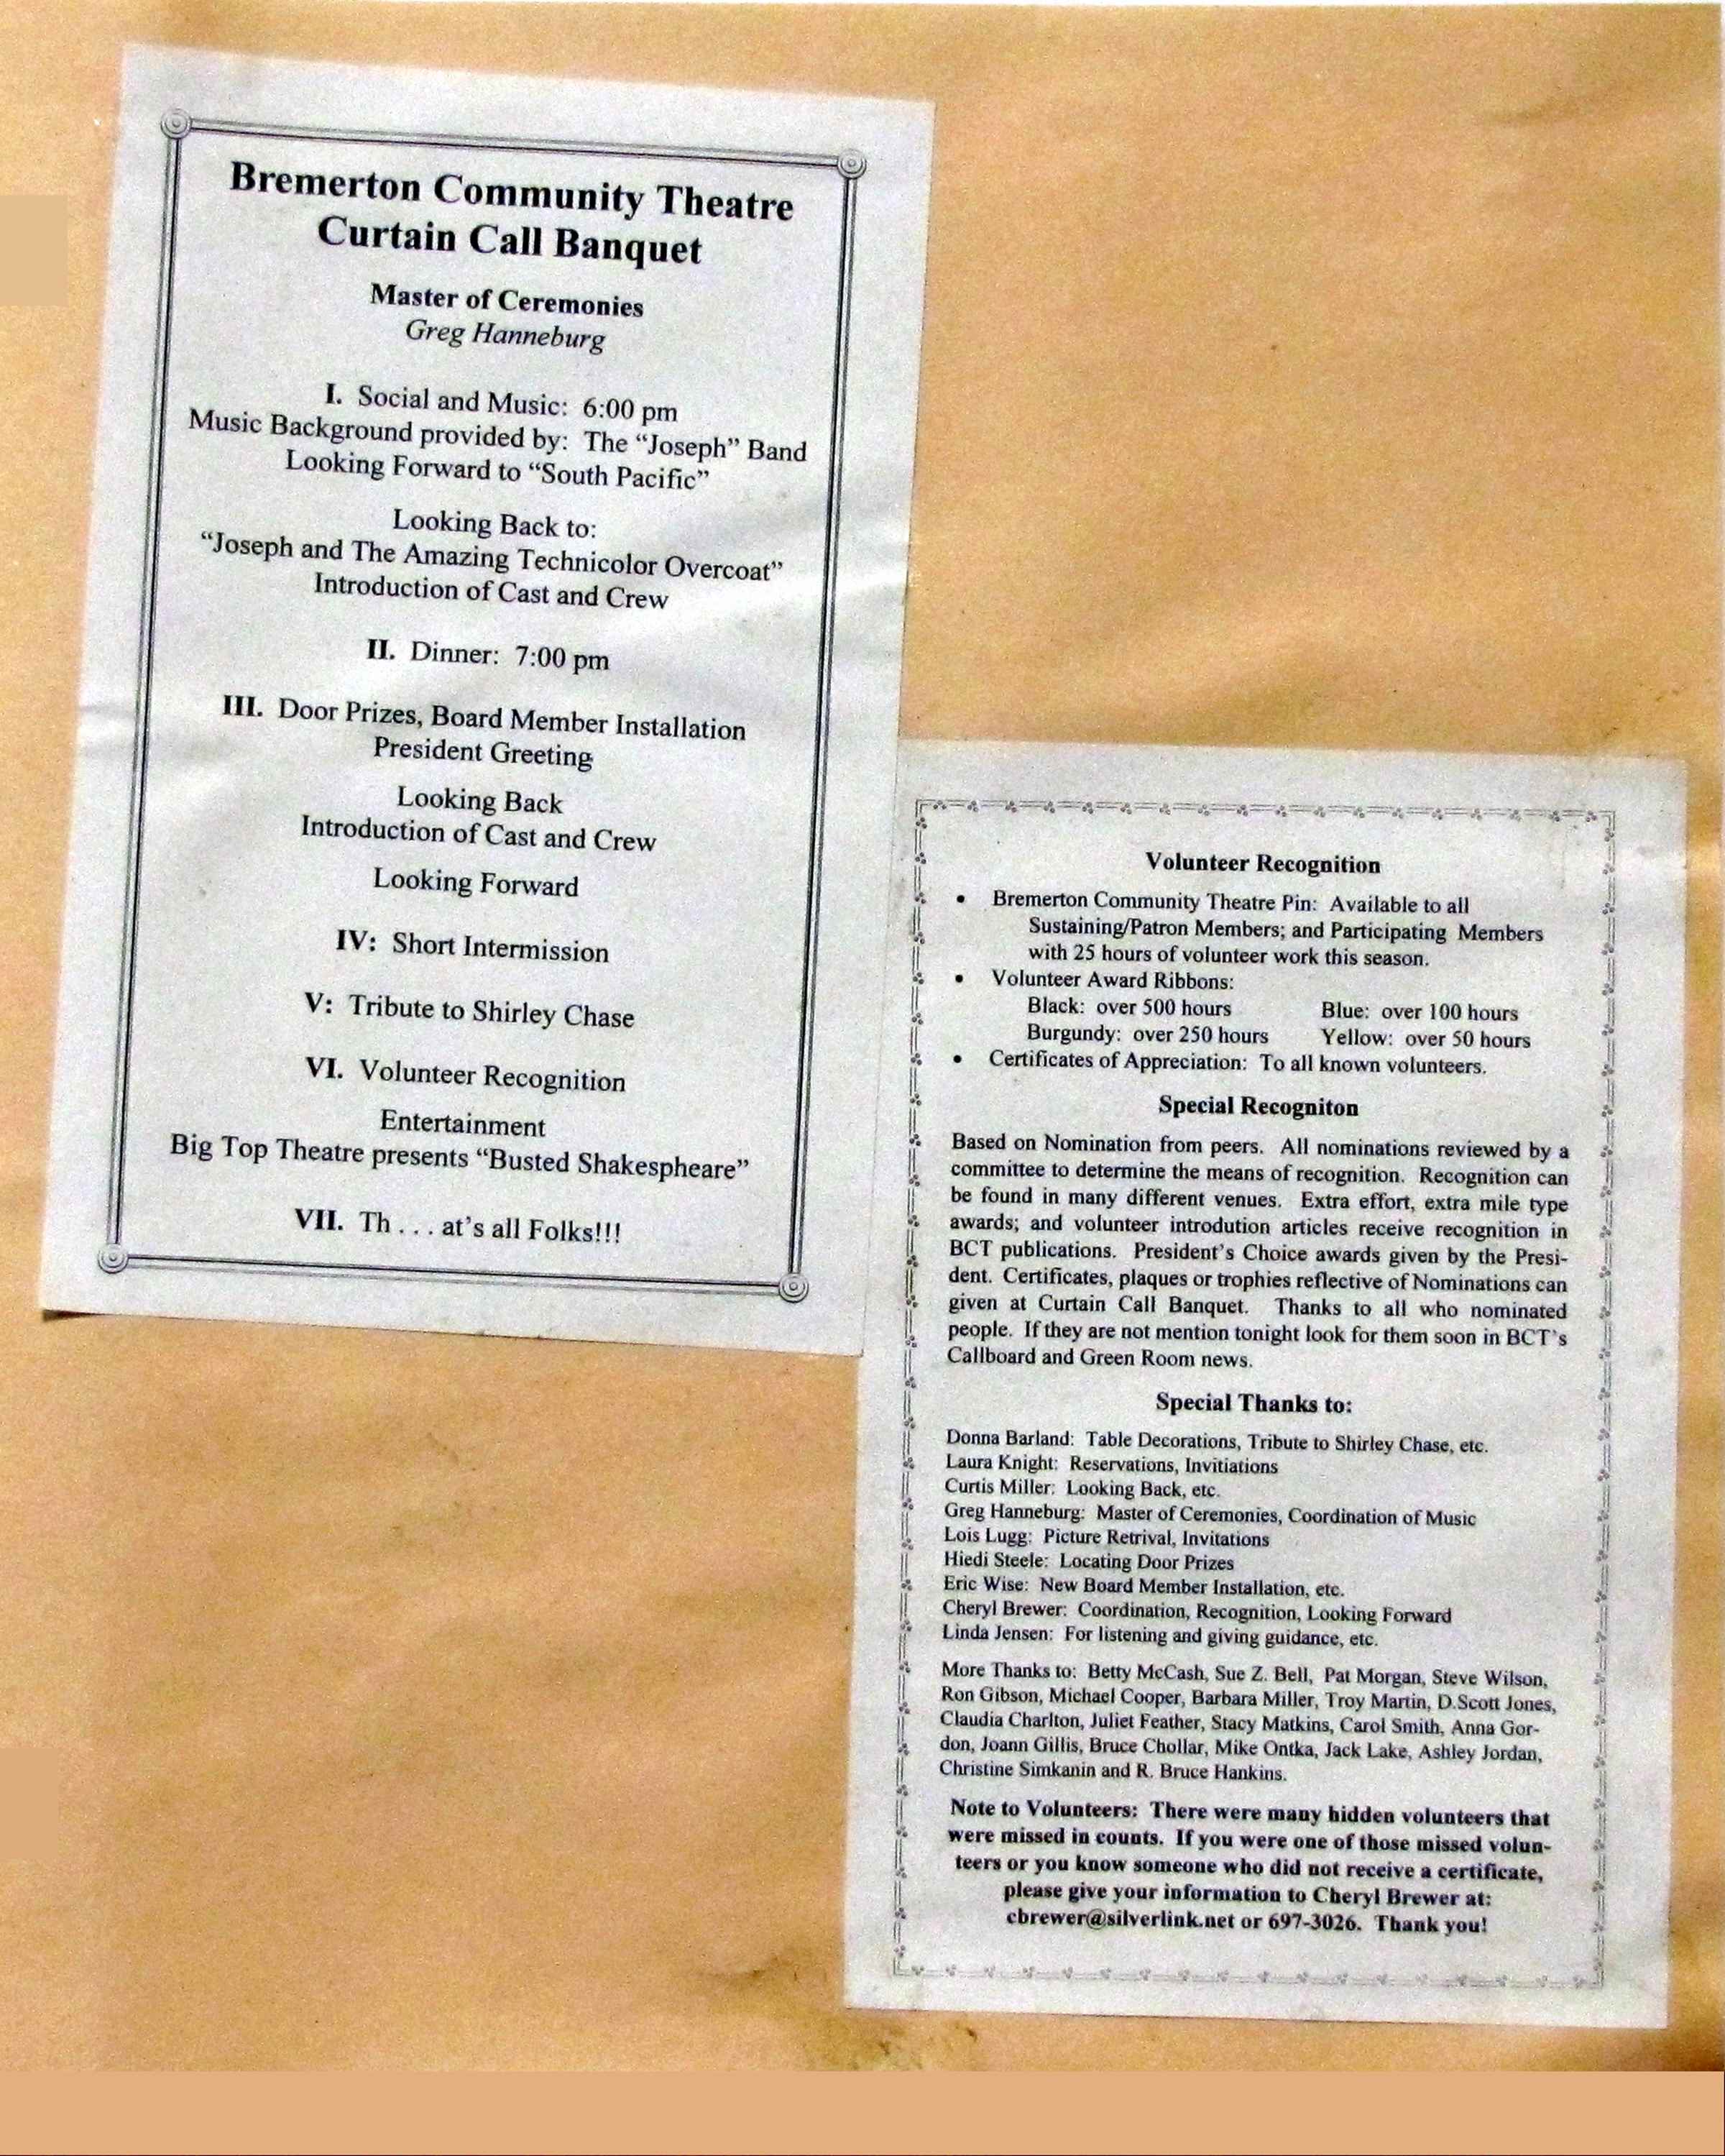 Bremerton Community Theatre
Curtain Call Banquet
Master of Ceremonies
Greg Hanneburg
I. Social and Music: 6:00 pm
Music Background provided by: The “Joseph” Band
Looking Forward to “South Pacific”
Looking Back to:
“Joseph and The Amazing Technicolor Overcoat”
Introduction of Cast and Crew
II. Dinner: 7:00 pm
III. Door Prizes, Board Member Installation
President Greeting
Looking Back
Introduction of Cast and Crew
Looking Forward
IV: Short Intermission
V: Tribute to Shirley Chase
VI. Volunteer Recognition
Entertainment
Big Top Theatre presents “Busted Shakespheare”
VII. Th . . . at’s all Folks!!!
Volunteer Recognition
• Bremerton Community Theatre Pin: Available to all
Sustaining/Patron Members; and Participating Members
with 25 hours of volunteer work this season.
• Volunteer Award Ribbons:
Black: over 500 hours Blue: over 100 hours
Burgundy: over 250 hours Yellow: over 50 hours
• Certificates of Appreciation: To all known volunteers.
Special Recogniton
Based on Nomination from peers. All nominations reviewed by a
committee to determine the means of recognition. Recognition can
be found in many different venues. Extra effort, extra mile type
awards; and volunteer introdution articles receive recognition in
BCT publications. President’s Choice awards given by the Presi-
dent. Certificates, plaques or trophies reflective of Nominations can
given at Curtain Call Banquet. Thanks to all who nominated
people. If they are not mention tonight look for them soon in BCT’s
Callboard and Green Room news.
Special Thanks to:
Donna Barland: Table Decorations, Tribute to Shirley Chase, etc.
Laura Knight: Reservations, Invitiations
Curtis Miller: Looking Back, etc.
Greg Hanneburg: Master of Ceremonies, Coordination of Music
Lois Lugg: Picture Retrival, Invitations
Hiedi Steele: Locating Door Prizes
Eric Wise: New Board Member Installation, etc.
Cheryl Brewer: Coordination, Recognition, Looking Forward
Linda Jensen: For listening and giving guidance, etc.
More Thanks to: Betty McCash, Sue Z. Bell, Pat Morgan, Steve Wilson,
Ron Gibson, Michael Cooper, Barbara Miller, Troy Martin, D.Scott Jones,
Claudia Charlton, Juliet Feather, Stacy Matkins, Carol Smith, Anna Gor-
don, Joann Gillis, Bruce Chollar, Mike Ontka, Jack Lake, Ashley Jordan,
Christine Simkanin and R. Bruce Hankins.
Note to Volunteers: There were many hidden volunteers that
were missed in counts. If you were one of those missed volun-
teers or you know someone who did not receive a certificate,
please give your information to Cheryl Brewer at:
cbrewer@silverlink.net or 697-3026. Thank you!